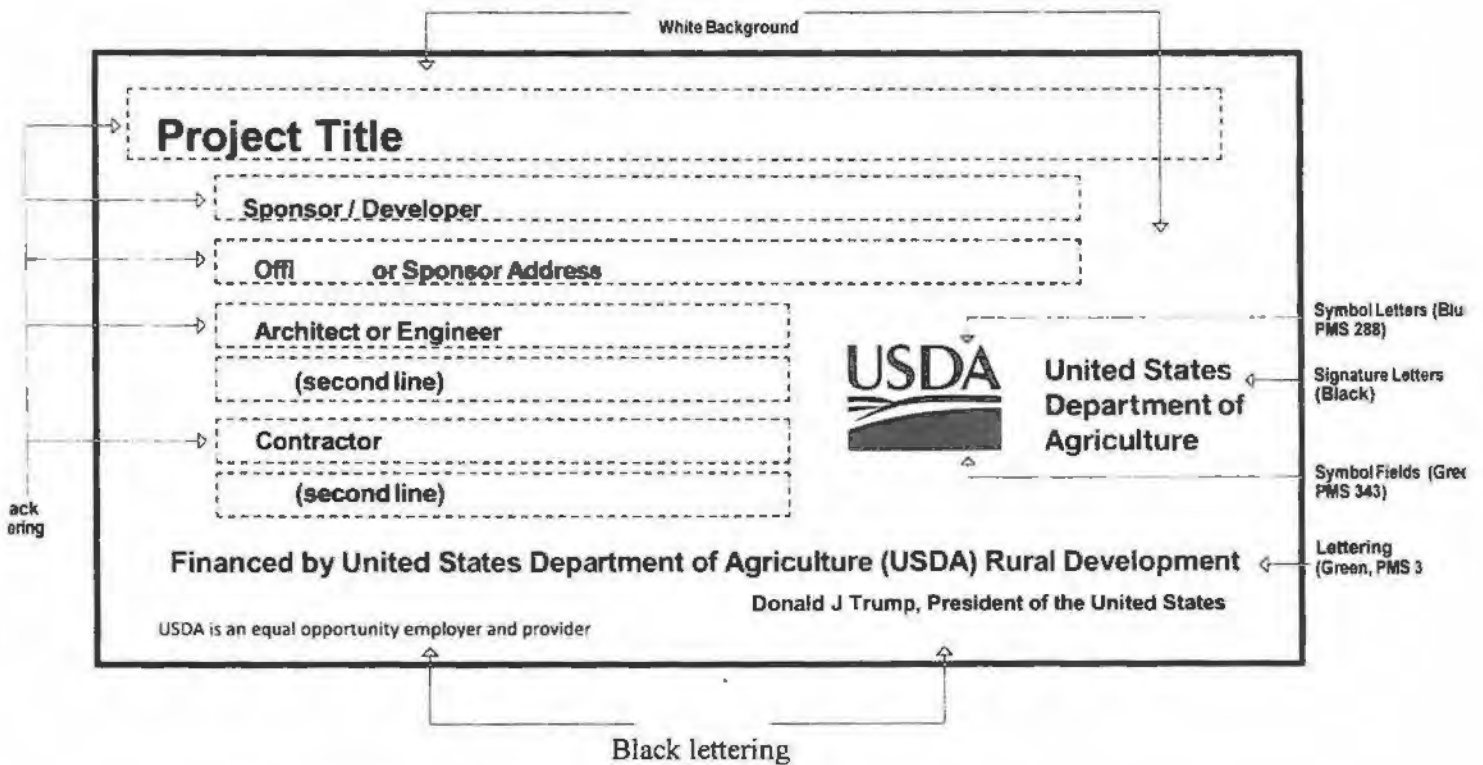 White Background
Project Title
Sponsor / Developer
Offi or Sponsor Address
Architect or Engineer
(second line)
Contractor
(second line)
USDA
United States
Department of
Agriculture
Symbol Letters (Blu
PMS 288)
Signature Letters
(Black)
Symbol Fields (Gree
PMS 343)
ack
ering
Financed by United States Department of Agriculture (USDA) Rural Development
Lettering
(Green, PMS 3
Donald J Trump, President of the United States
USDA is an equal opportunity employer and provider
Black lettering